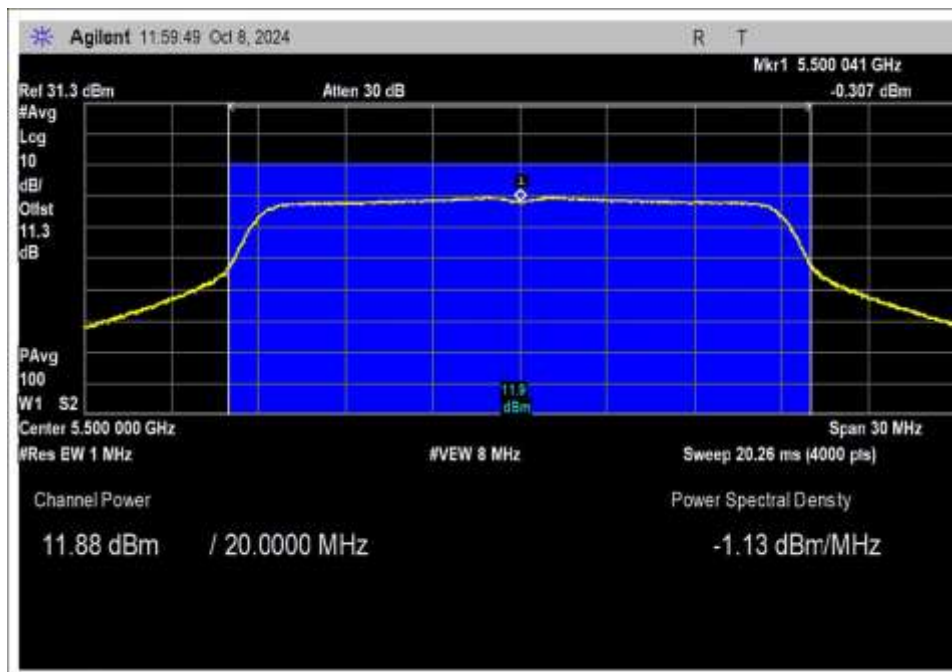 Agilent 11:59:49 Oct 8, 2024 R T
Mkr1 5.500 041 GHz
Ref 31.3 dBm Atten 30 dB -0.307 dBm
#Avg
Log
10
dB/
Offst
11.3
dB
1
PAvg
100
W1 S2
11.9
dBm
Center 5.500 000 GHz Span 30 MHz
#Res BW 1 MHz #VBW 8 MHz Sweep 20.26 ms (4000 pts)
Channel Power Power Spectral Density
11.88 dBm / 20.0000 MHz -1.13 dBm/MHz